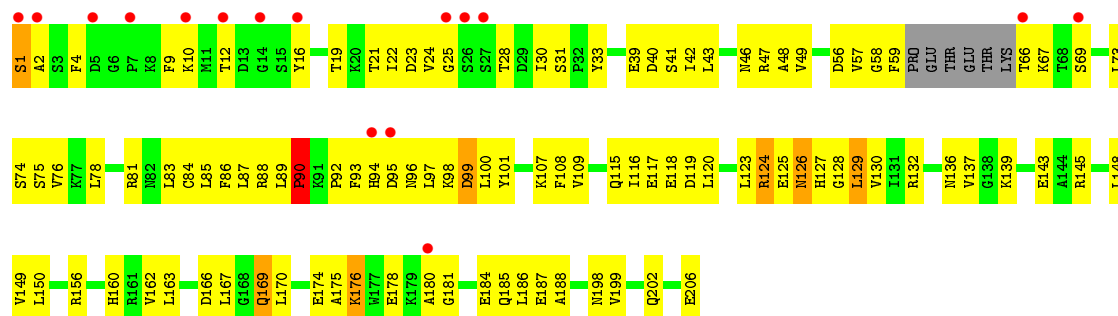 S1 A2 S3 F4 D5 G6 P7 K8 F9 K10 M11 T12 D13 G14 S15 Y16 T19 K20 T21 I22 D23 V24 G25 S26 S27 T28 D29 I30 S31 P32 Y33 E39 D40 S41 I42 L43 N46 R47 A48 V49 D56 V57 G58 F59 PRO GLU THR GLU THR LYS T66 K67 T68 S69 L73
S74 S75 V76 K77 L78 R81 N82 L83 C84 L85 F86 L87 R88 L89 P90 K91 P92 F93 H94 D95 N96 L97 K98 D99 L100 Y101 K107 F108 V109 Q115 I116 E117 E118 D119 L120 L123 R124 E125 N126 H127 G128 L129 V130 I131 R132 N136 V137 G138 K139 E143 A144 R145 L148
V149 L150 R156 H160 R161 V162 L163 D166 L167 G168 Q169 L170 E174 A175 K176 W177 E178 K179 A180 G181 E184 Q185 L186 E187 A188 N198 V199 Q202 E206